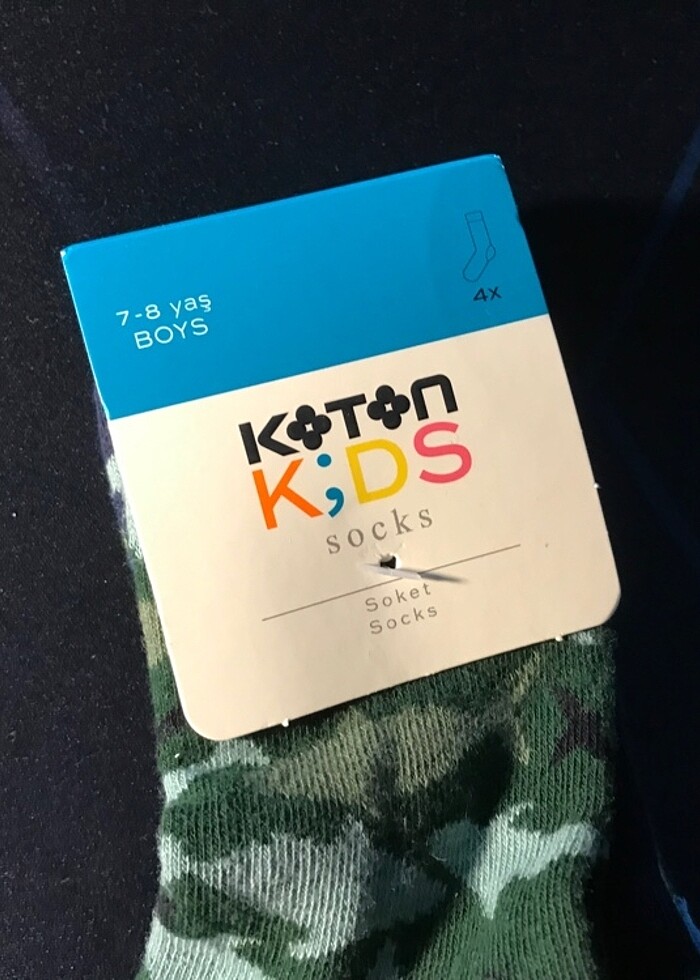 7-8 yaş
BOYS
4X
KOTON
K;DS
socks
Soket
Socks